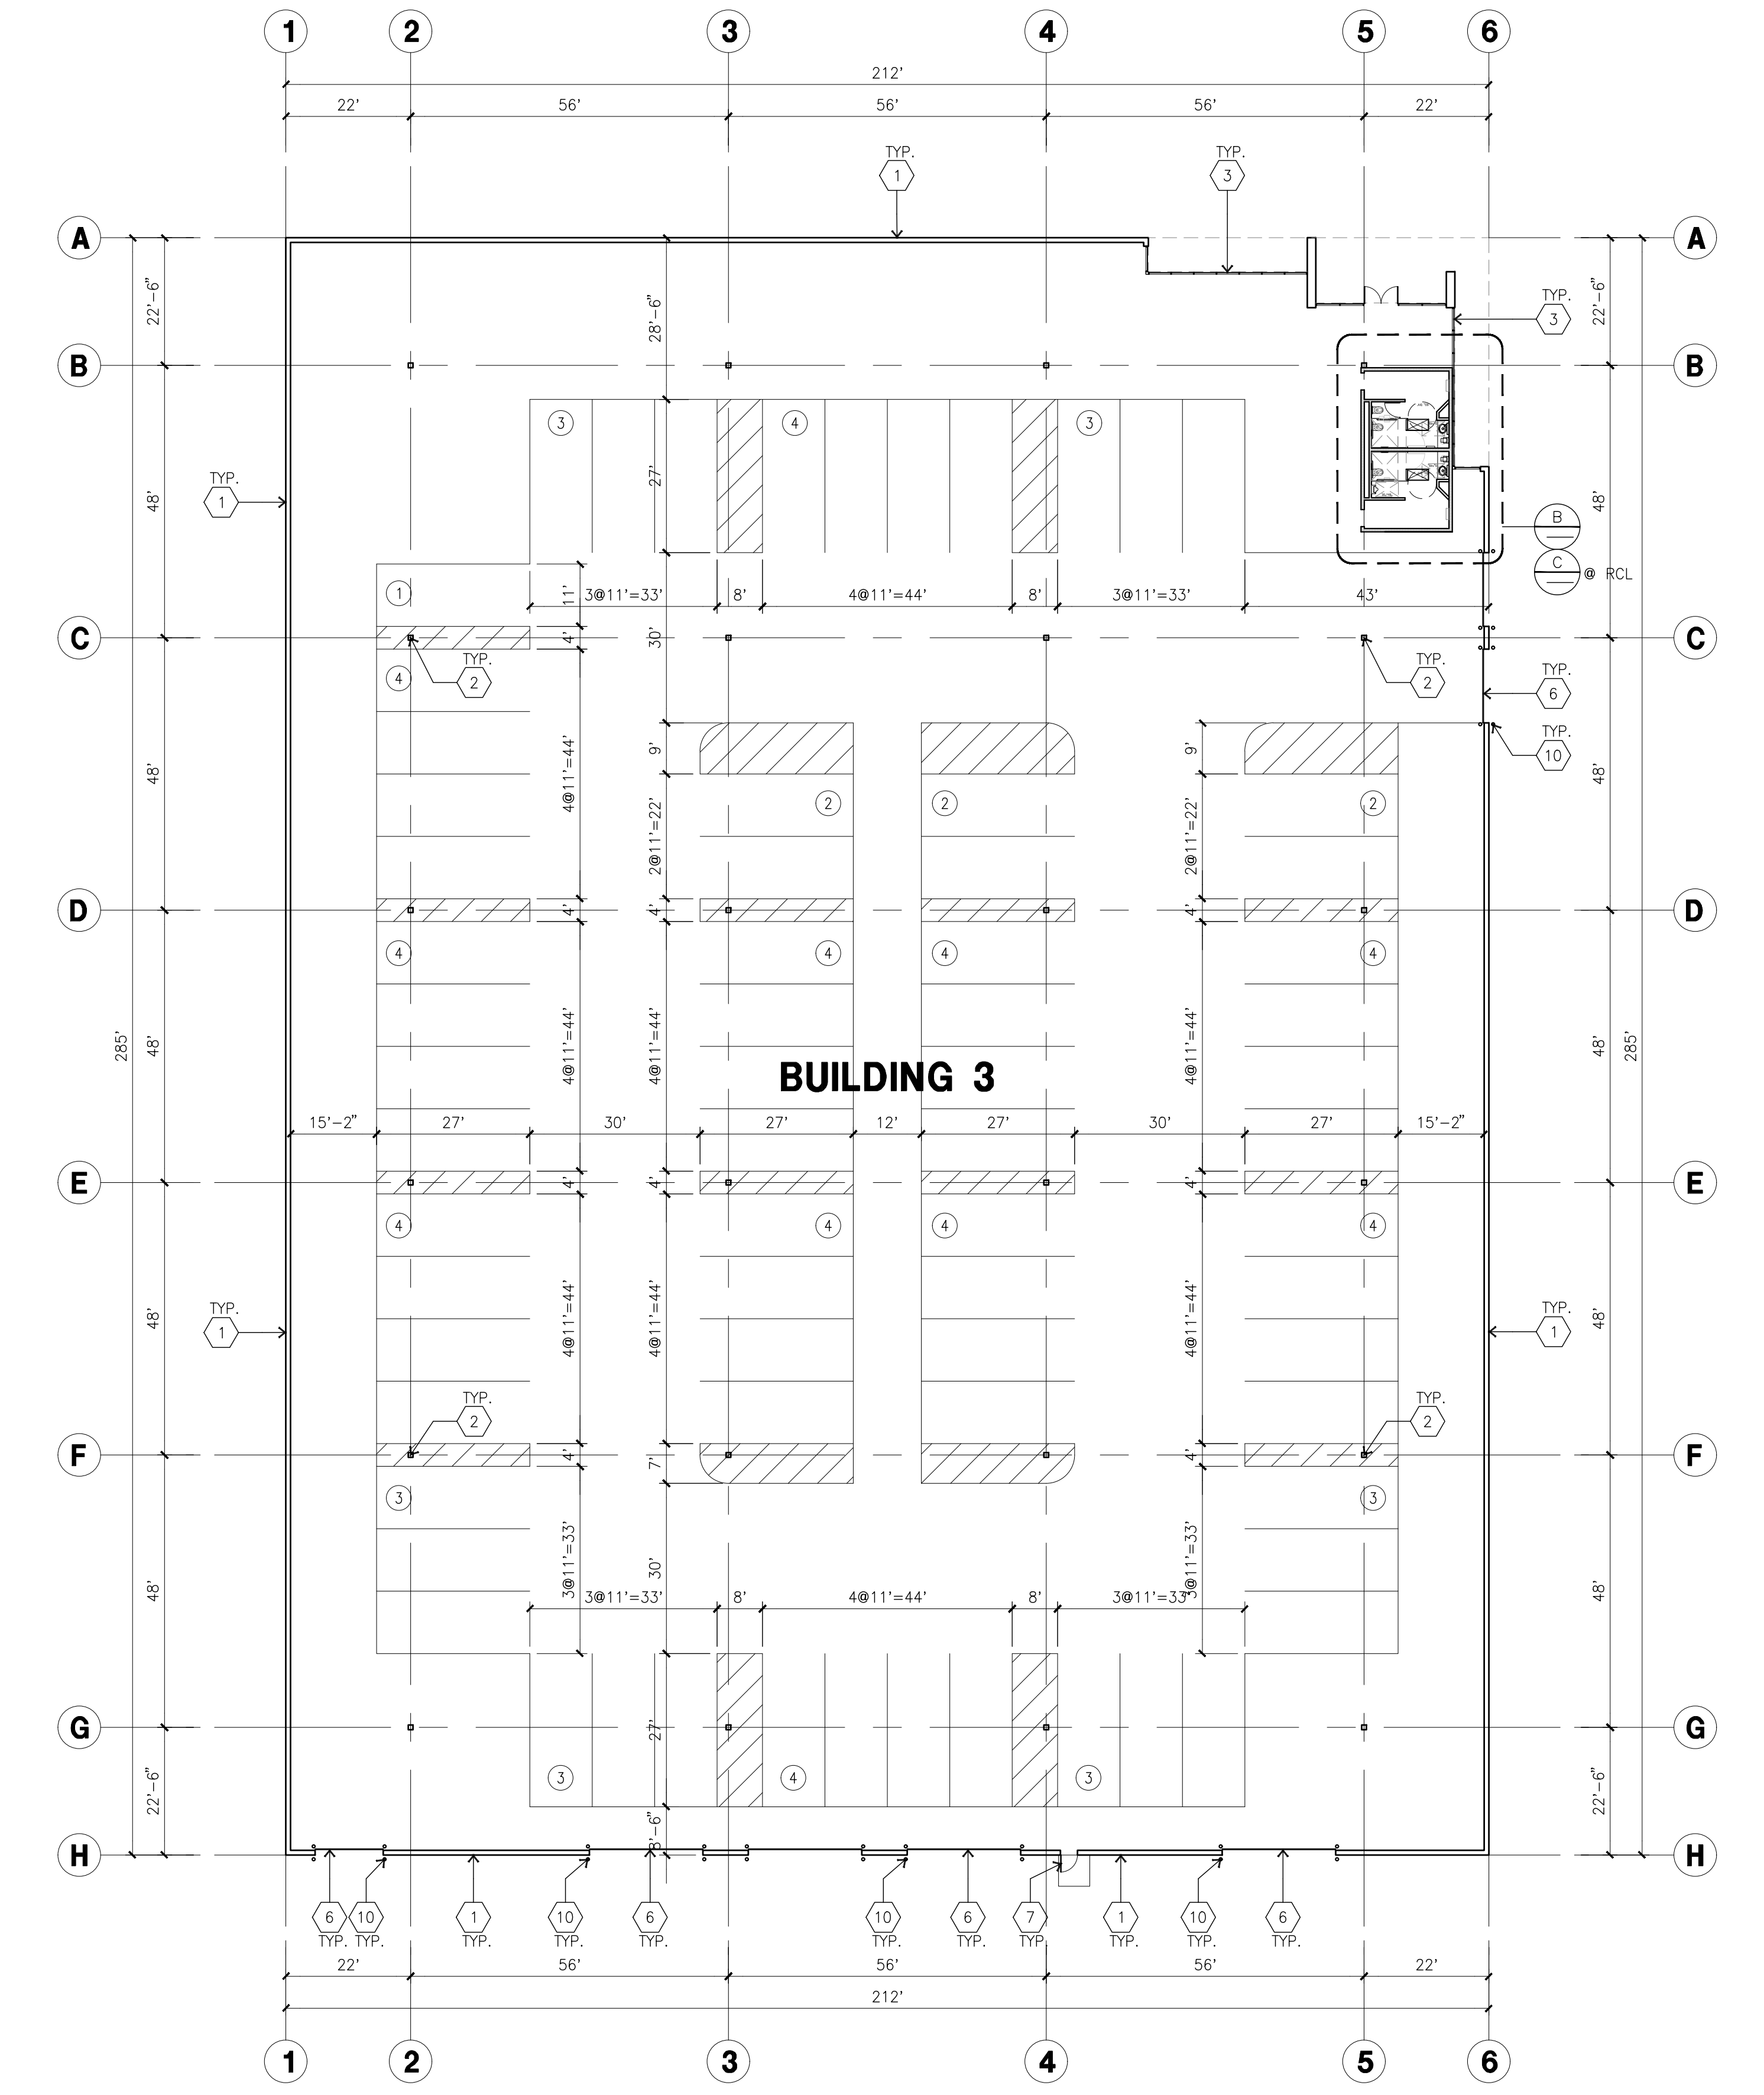 1 2 3 4 5 6
212'
22' 56' 56' 56' 22'
TYP. TYP.
1 3
A A
22'-6" 28'-6" 22'-6"
TYP.
3
B B
3 4 3
TYP.
1
48' 27' 48'
B
C @ RCL
1
11' 3@11'=33' 8' 4@11'=44' 8' 3@11'=33' 43'
C 4' 30' C
TYP. TYP. TYP.
4 2 2 6
TYP.
10
48' 4@11'=44' 9' 9' 48'
2@11'=22' 2 2 2@11'=22' 2
D 4' 4' 4' D
4 4 4 4
285' 48' 4@11'=44' 4@11'=44' 4@11'=44' 48' 285'
BUILDING 3
15'-2" 27' 30' 27' 12' 27' 30' 27' 15'-2"
E 4' 4' 4' E
4 4 4 4
TYP. TYP.
1 1
48' 4@11'=44' 4@11'=44' 4@11'=44' 48'
TYP. TYP.
2 2
F 4' 7' 4' F
3 3
48' 3@11'=33' 30' 3@11'=33' 48'
3@11'=33' 8' 4@11'=44' 8' 3@11'=33'
G 27' G
3 4 3
22'-6" 22'-6"
H H
6 10 1 10 6 10 6 7 1 10 6
TYP. TYP. TYP. TYP. TYP. TYP. TYP. TYP. TYP. TYP. TYP.
22' 56' 56' 56' 22'
212'
1 2 3 4 5 6